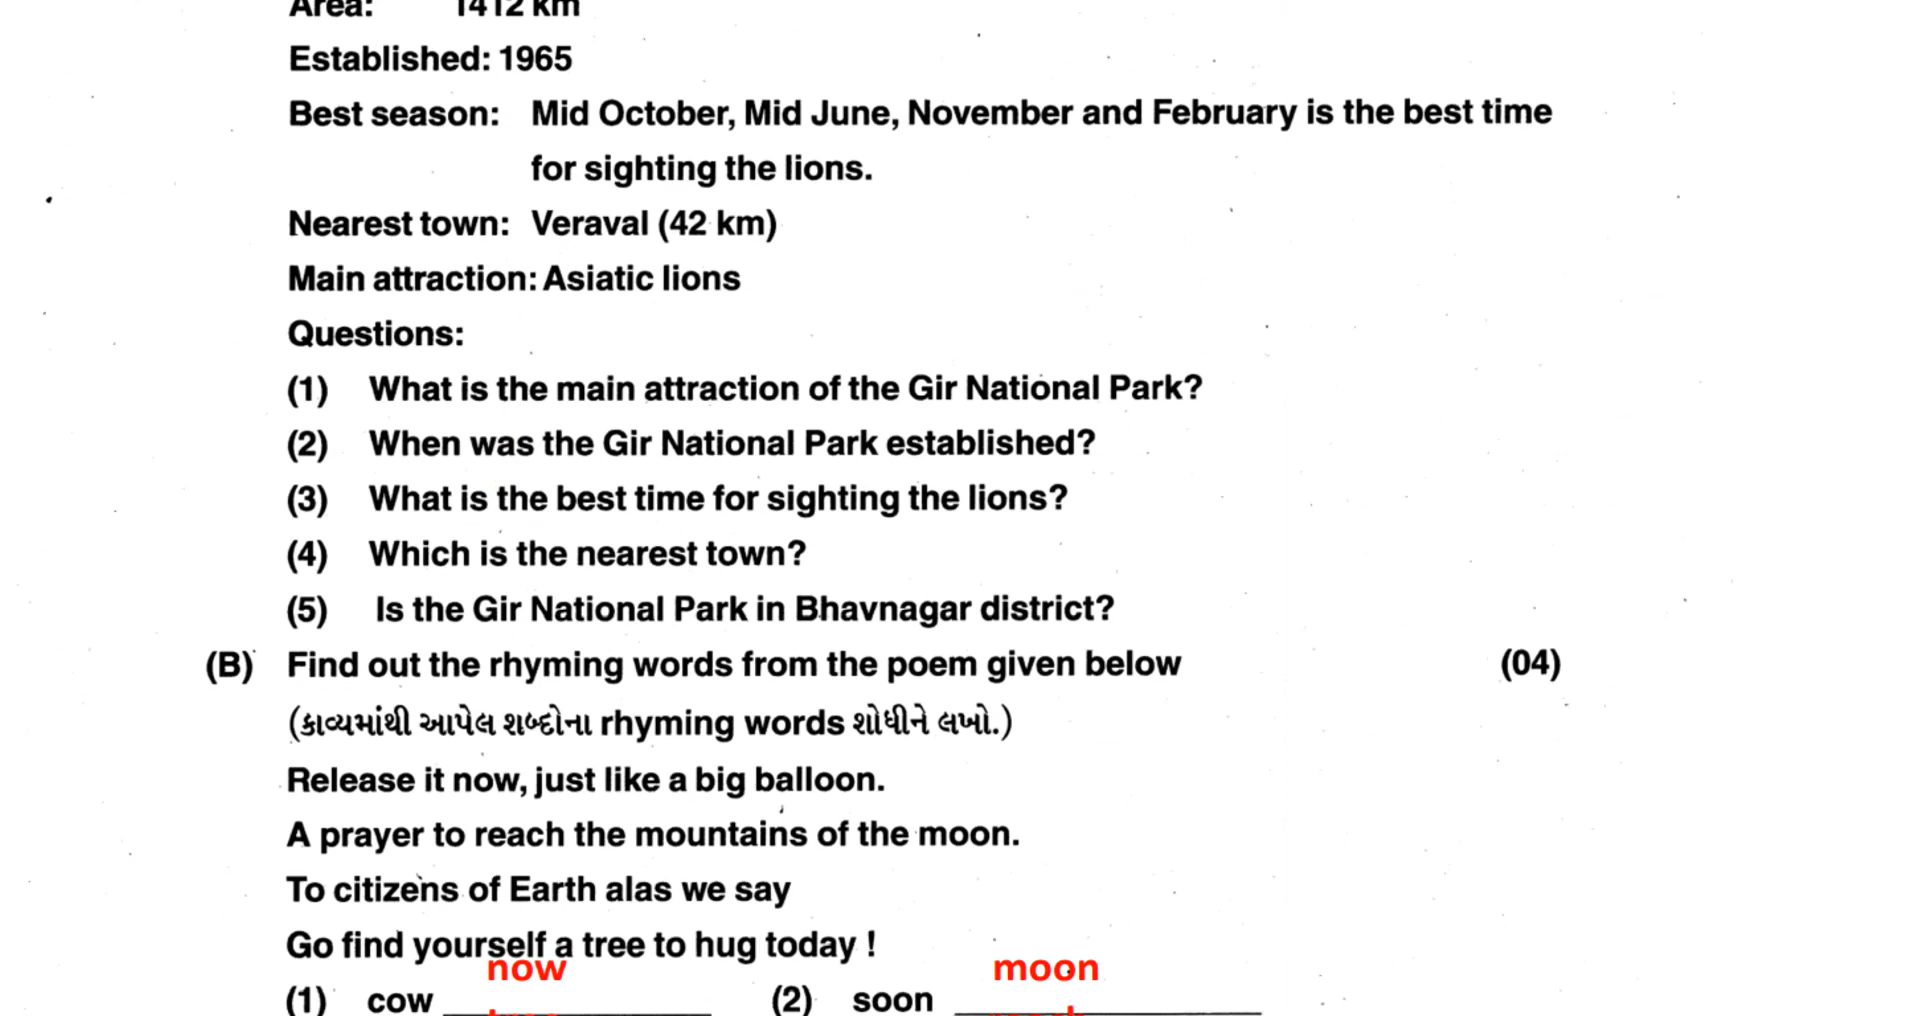 Area: 1412 km
Established: 1965
Best season: Mid October, Mid June, November and February is the best time
for sighting the lions.
Nearest town: Veraval (42 km)
Main attraction: Asiatic lions
Questions:
(1) What is the main attraction of the Gir National Park?
(2) When was the Gir National Park established?
(3) What is the best time for sighting the lions?
(4) Which is the nearest town?
(5) Is the Gir National Park in Bhavnagar district?
(B) Find out the rhyming words from the poem given below (04)
(કાવ્યમાંથી આપેલ શબ્દોના rhyming words શોધીને લખો.)
Release it now, just like a big balloon.
A prayer to reach the mountains of the moon.
To citizens of Earth alas we say
Go find yourself a tree to hug today !
now moon
(1) cow (2) soon